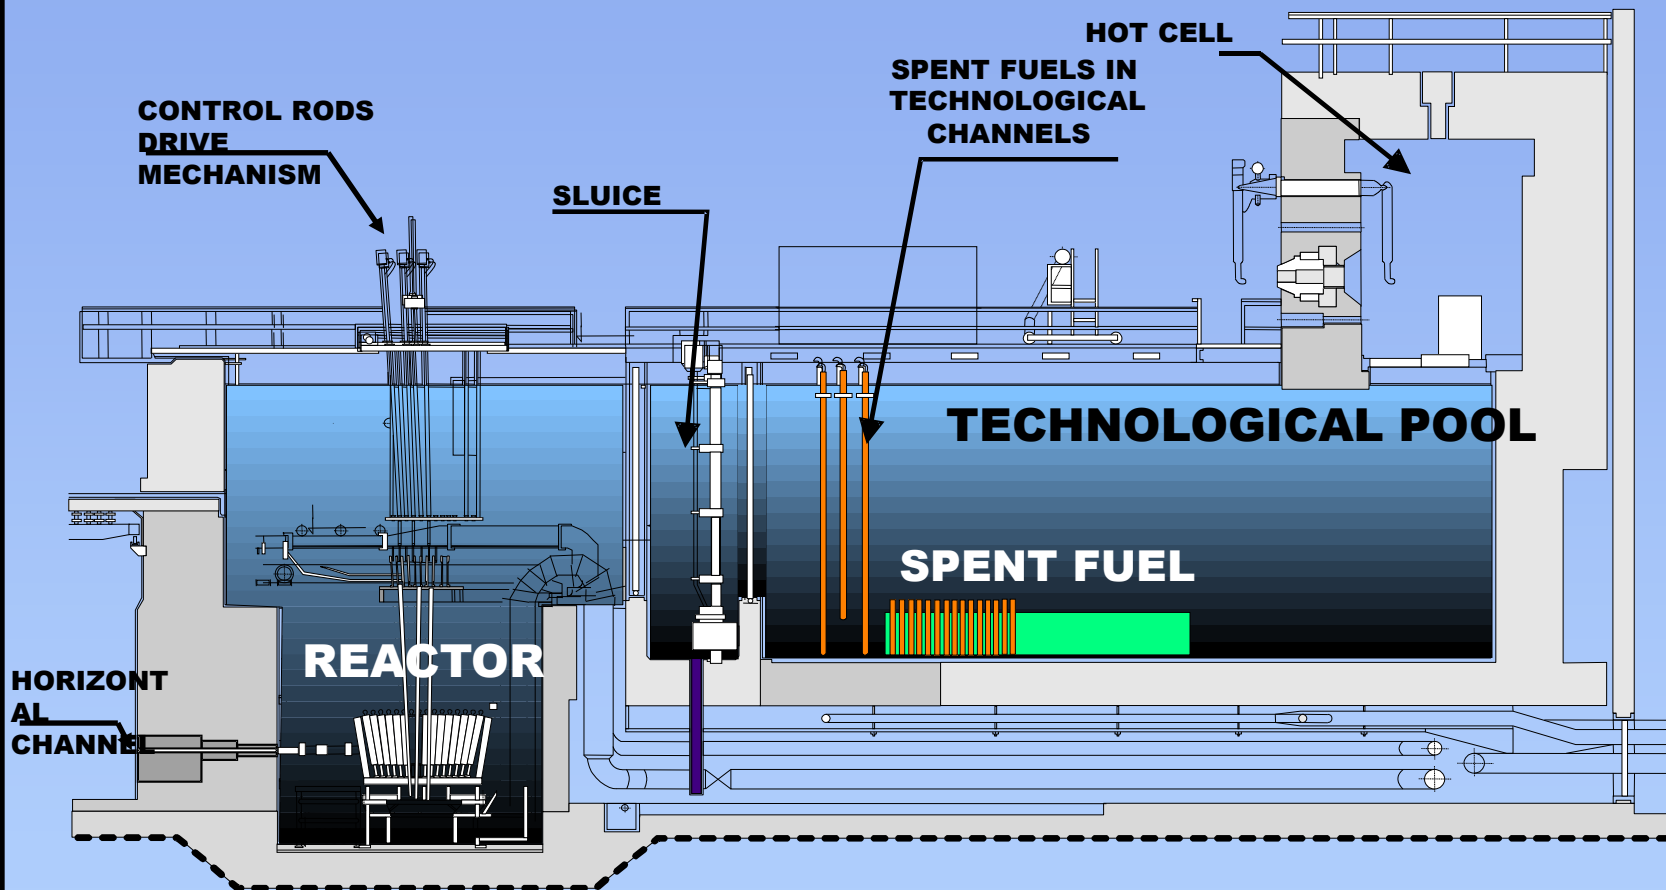 HOT CELL
SPENT FUELS IN
TECHNOLOGICAL
CHANNELS
CONTROL RODS
DRIVE
MECHANISM
SLUICE
TECHNOLOGICAL POOL
SPENT FUEL
REACTOR
HORIZONT
AL
CHANNEL